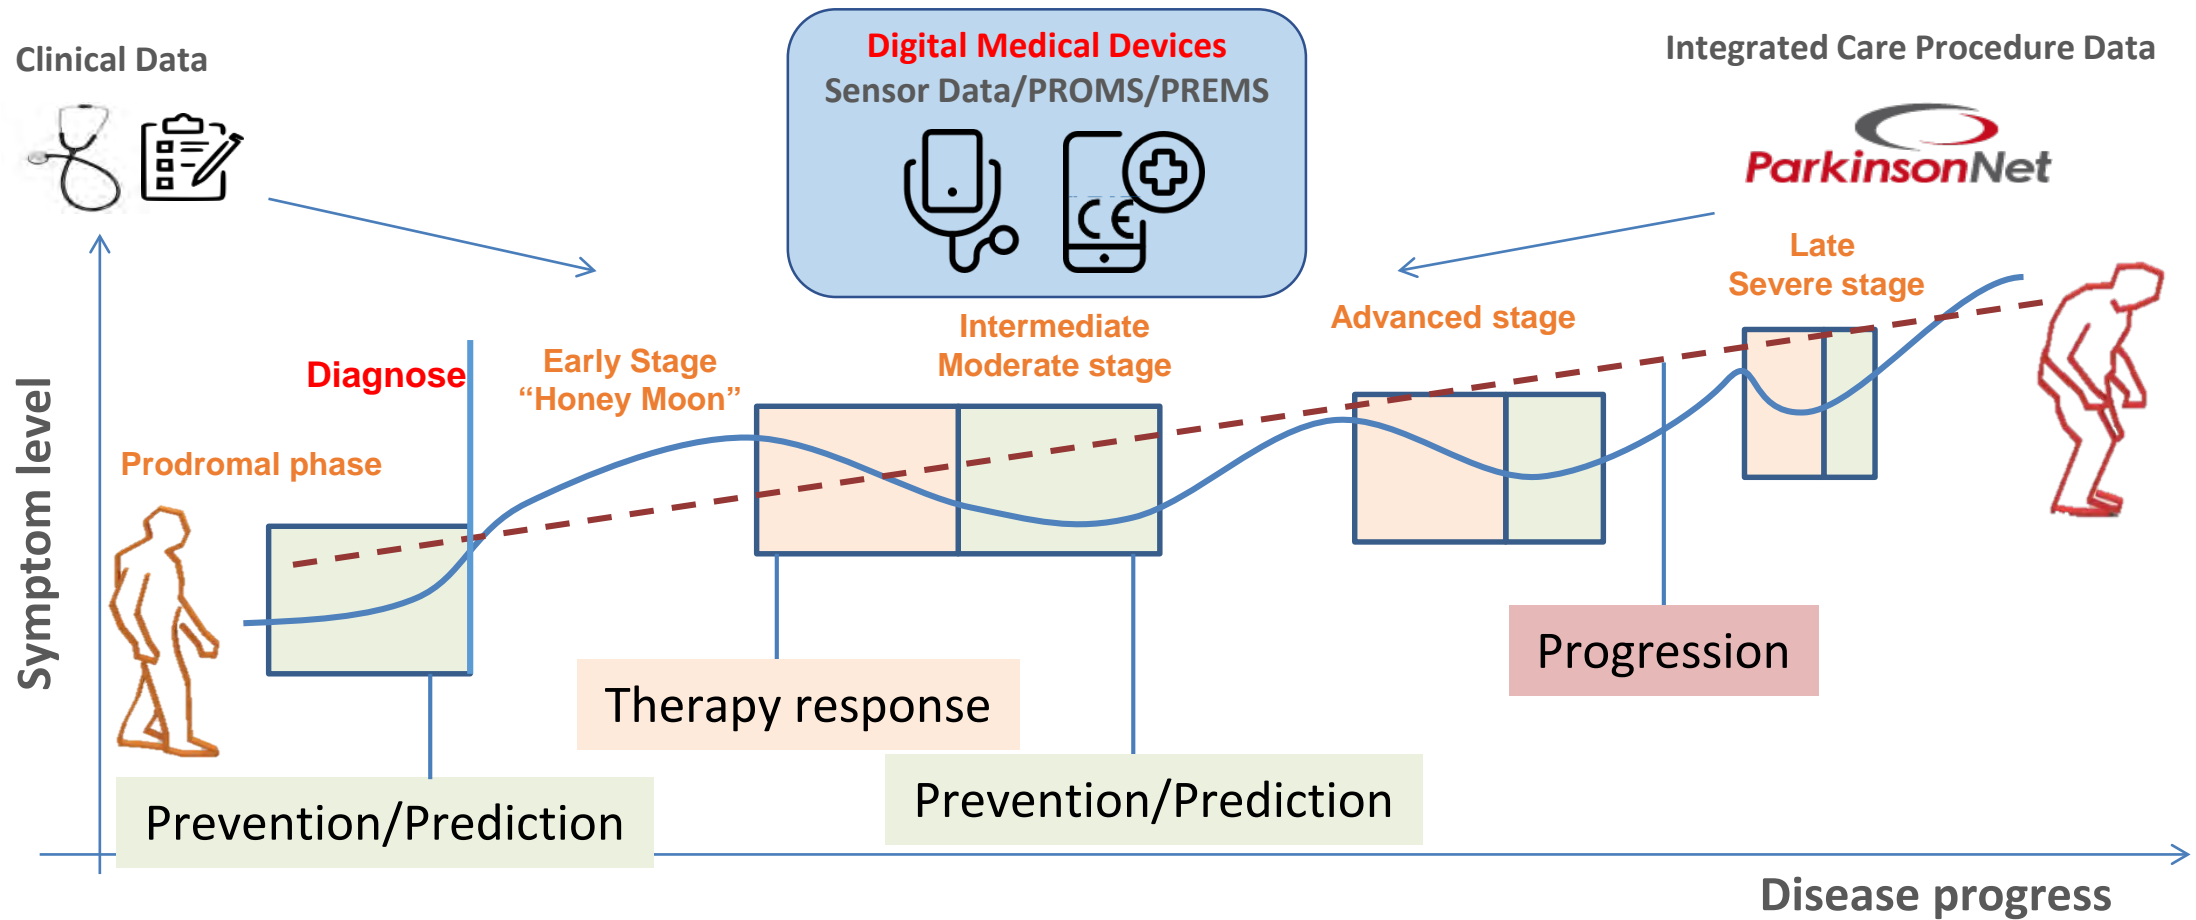 Clinical Data
Digital Medical Devices
Sensor Data/PROMS/PREMS
CE
Integrated Care Procedure Data
ParkinsonNet
Late
Severe stage
Advanced stage
Intermediate
Moderate stage
Early Stage
“Honey Moon”
Diagnose
Prodromal phase
Symptom level
Progression
Therapy response
Prevention/Prediction
Prevention/Prediction
Disease progress